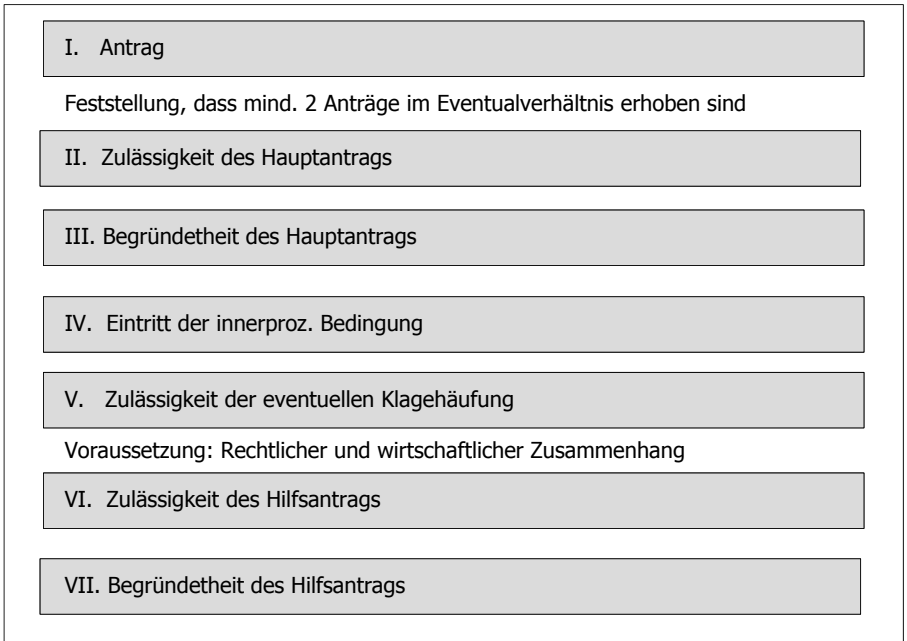 I. Antrag
Feststellung, dass mind. 2 Anträge im Eventualverhältnis erhoben sind
II. Zulässigkeit des Hauptantrags
III. Begründetheit des Hauptantrags
IV. Eintritt der innerproz. Bedingung
V. Zulässigkeit der eventuellen Klagehäufung
Voraussetzung: Rechtlicher und wirtschaftlicher Zusammenhang
VI. Zulässigkeit des Hilfsantrags
VII. Begründetheit des Hilfsantrags